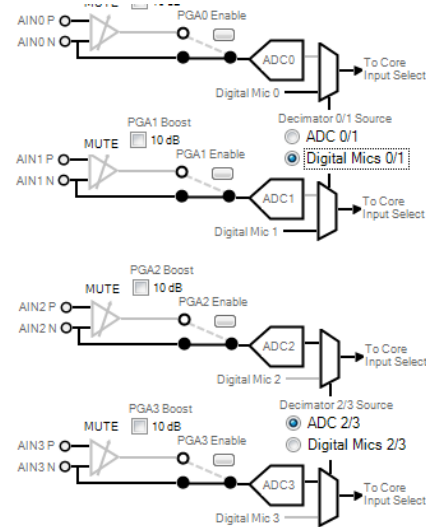 PGA0 Enable
AIN0 P
AIN0 N
ADC0
To Core
Input Select
Digital Mic 0
Decimator 0/1 Source
ADC 0/1
Digital Mics 0/1
PGA1 Boost
MUTE
10 dB
PGA1 Enable
AIN1 P
AIN1 N
ADC1
To Core
Input Select
Digital Mic 1
PGA2 Boost
MUTE
10 dB
PGA2 Enable
AIN2 P
AIN2 N
ADC2
To Core
Input Select
Digital Mic 2
Decimator 2/3 Source
ADC 2/3
Digital Mics 2/3
PGA3 Boost
MUTE
10 dB
PGA3 Enable
AIN3 P
AIN3 N
ADC3
To Core
Input Select
Digital Mic 3